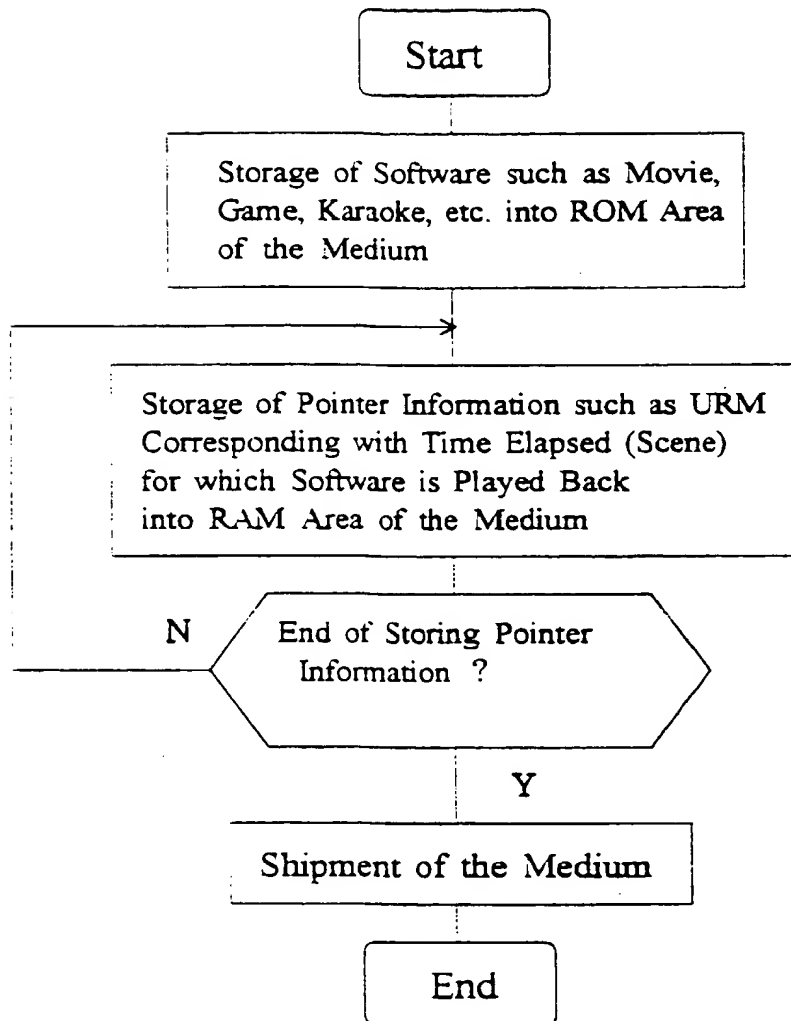 Start
Storage of Software such as Movie,
Game, Karaoke, etc. into ROM Area
of the Medium
Storage of Pointer Information such as URM
Corresponding with Time Elapsed (Scene)
for which Software is Played Back
into RAM Area of the Medium
N
End of Storing Pointer
Information ?
Y
Shipment of the Medium
End